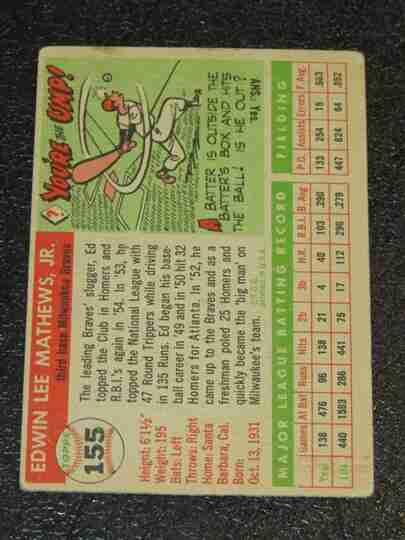 TOPPS
155
EDWIN LEE MATHEWS, JR.
third base Milwaukee Braves
Height: 6'1½"
Weight: 195
Bats: Left
Throws: Right
Home: Santa
Barbara, Cal.
Born:
Oct. 13, 1931
The leading Braves' slugger, Ed
topped the Club in Homers and
R.B.I.'s again in '54. In '53, he
topped the National League with
47 Round Trippers while driving
in 135 Runs. Ed began his base-
ball career in '49 and in '50 hit 32
Homers for Atlanta. In '52, he
came up to the Braves and as a
freshman poled 25 Homers and
quickly became the 'big man on
Milwaukee's team.
? YOU'RE the UMP!
A BATTER IS OUTSIDE THE
BATTER'S BOX AND HITS
THE BALL: IS HE OUT?
ANS.: Yes.
MAJOR LEAGUE BATTING RECORD FIELDING
Games At Bat Runs Hits 2b 3b H.R. R.B.I. B. Avg. P.O. Assists Errors F. Avg.
Year 138 476 96 138 21 4 40 103 .290 133 254 15 .963
Life 440 1583 286 441 75 17 112 296 .279 447 824 64 .952